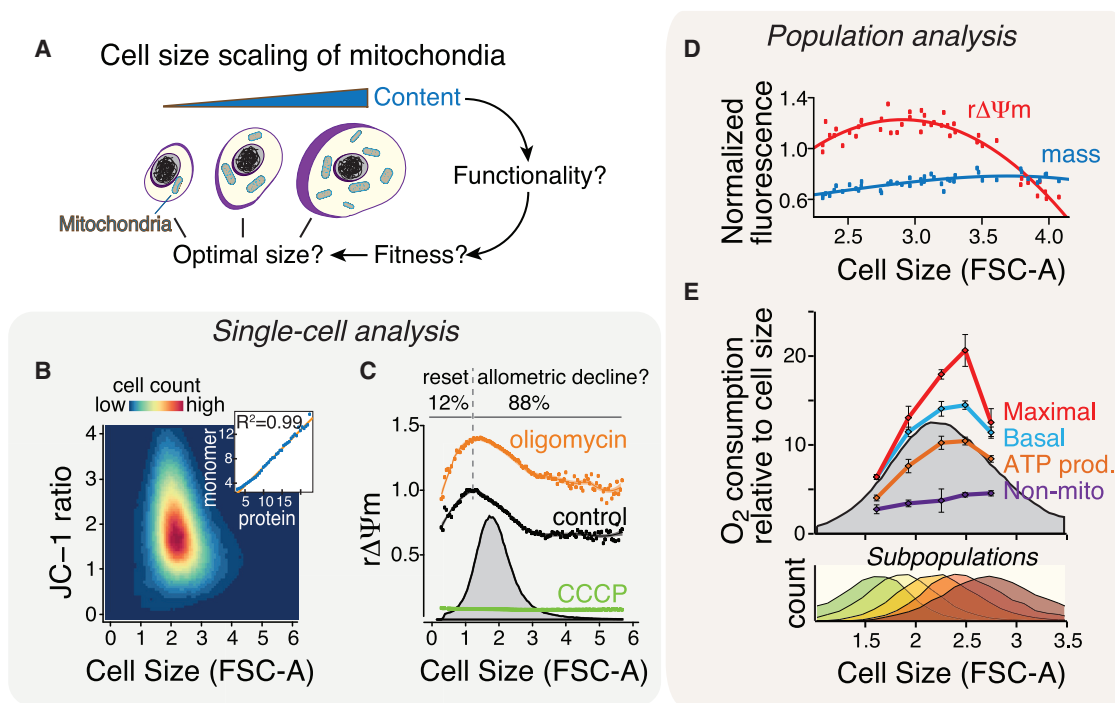 A
Cell size scaling of mitochondia
Content
Functionality?
Mitochondria
Optimal size?
Fitness?
Single-cell analysis
B
cell count
low
high
R²=0.99
monomer
12
8
4
5 10 15
protein
JC–1 ratio
4
3
2
1
0
0 1 2 3 4 5 6
Cell Size (FSC-A)
C
reset
allometric decline?
12%
88%
oligomycin
control
CCCP
rΔΨm
1.5
1.0
0.5
0 1 2 3 4 5 6
Cell Size (FSC-A)
Population analysis
D
Normalized
fluorescence
1.4
1.0
0.6
rΔΨm
mass
2.5 3.0 3.5 4.0
Cell Size (FSC-A)
E
O₂ consumption
relative to cell size
20
10
0
Maximal
Basal
ATP prod.
Non-mito
Subpopulations
count
1.5 2 2.5 3 3.5
Cell Size (FSC-A)